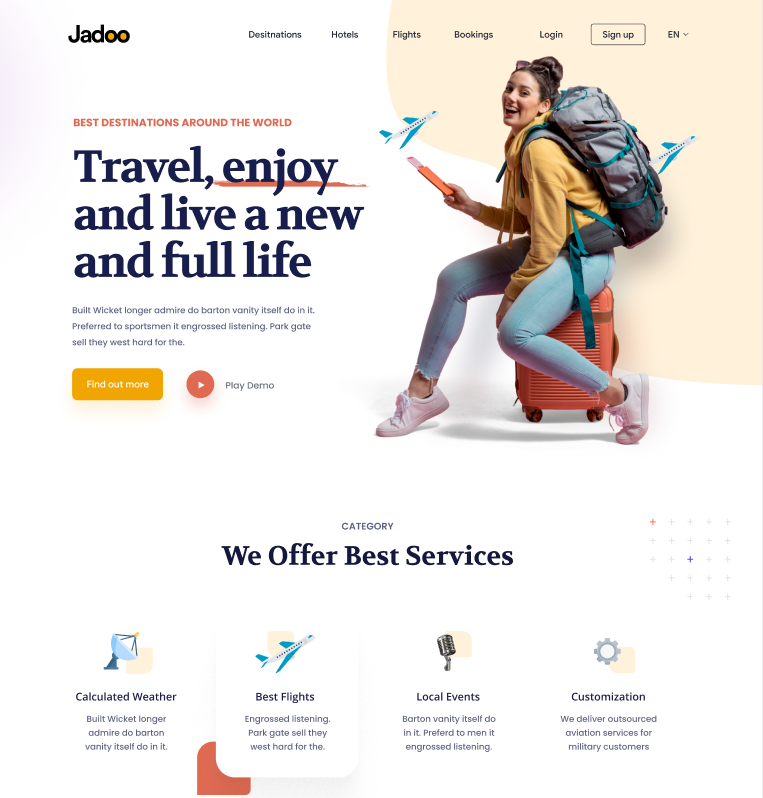 Jadoo
Desitnations
Hotels
Flights
Bookings
Login
Sign up
EN
BEST DESTINATIONS AROUND THE WORLD
Travel, enjoy
and live a new
and full life
Built Wicket longer admire do barton vanity itself do in it.
Preferred to sportsmen it engrossed listening. Park gate
sell they west hard for the.
Find out more
Play Demo
CATEGORY
We Offer Best Services
Calculated Weather
Built Wicket longer
admire do barton
vanity itself do in it.
Best Flights
Engrossed listening.
Park gate sell they
west hard for the.
Local Events
Barton vanity itself do
in it. Preferd to men it
engrossed listening.
Customization
We deliver outsourced
aviation services for
military customers